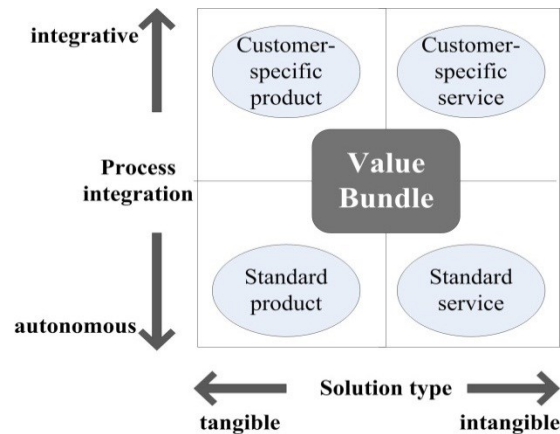 integrative
Customer-
specific
product
Customer-
specific
service
Process
integration
Value
Bundle
Standard
product
Standard
service
autonomous
Solution type
tangible
intangible